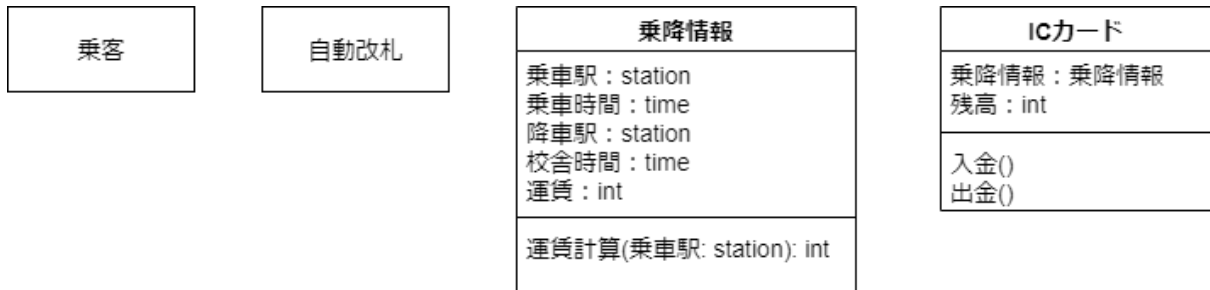 乗客
自動改札
乗降情報
乗車駅：station
乗車時間：time
降車駅：station
校舎時間：time
運賃：int
運賃計算(乗車駅: station): int
ICカード
乗降情報：乗降情報
残高：int
入金()
出金()